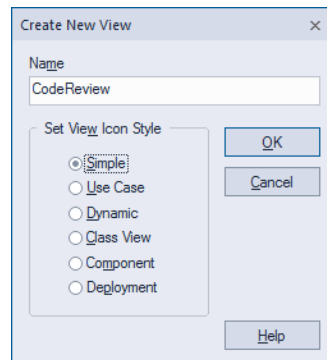 Create New View
Name
CodeReview
Set View Icon Style
Simple
Use Case
Dynamic
Class View
Component
Deployment
OK
Cancel
Help